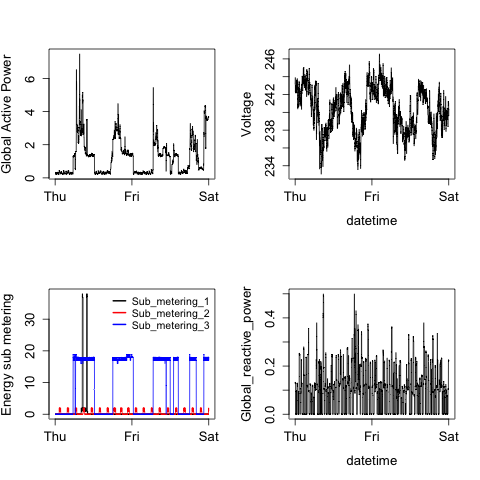 Global Active Power
0 2 4 6
Thu Fri Sat
Voltage
234 238 242 246
Thu Fri Sat
datetime
Energy sub metering
0 10 20 30
Sub_metering_1
Sub_metering_2
Sub_metering_3
Thu Fri Sat
Global_reactive_power
0.0 0.2 0.4
Thu Fri Sat
datetime